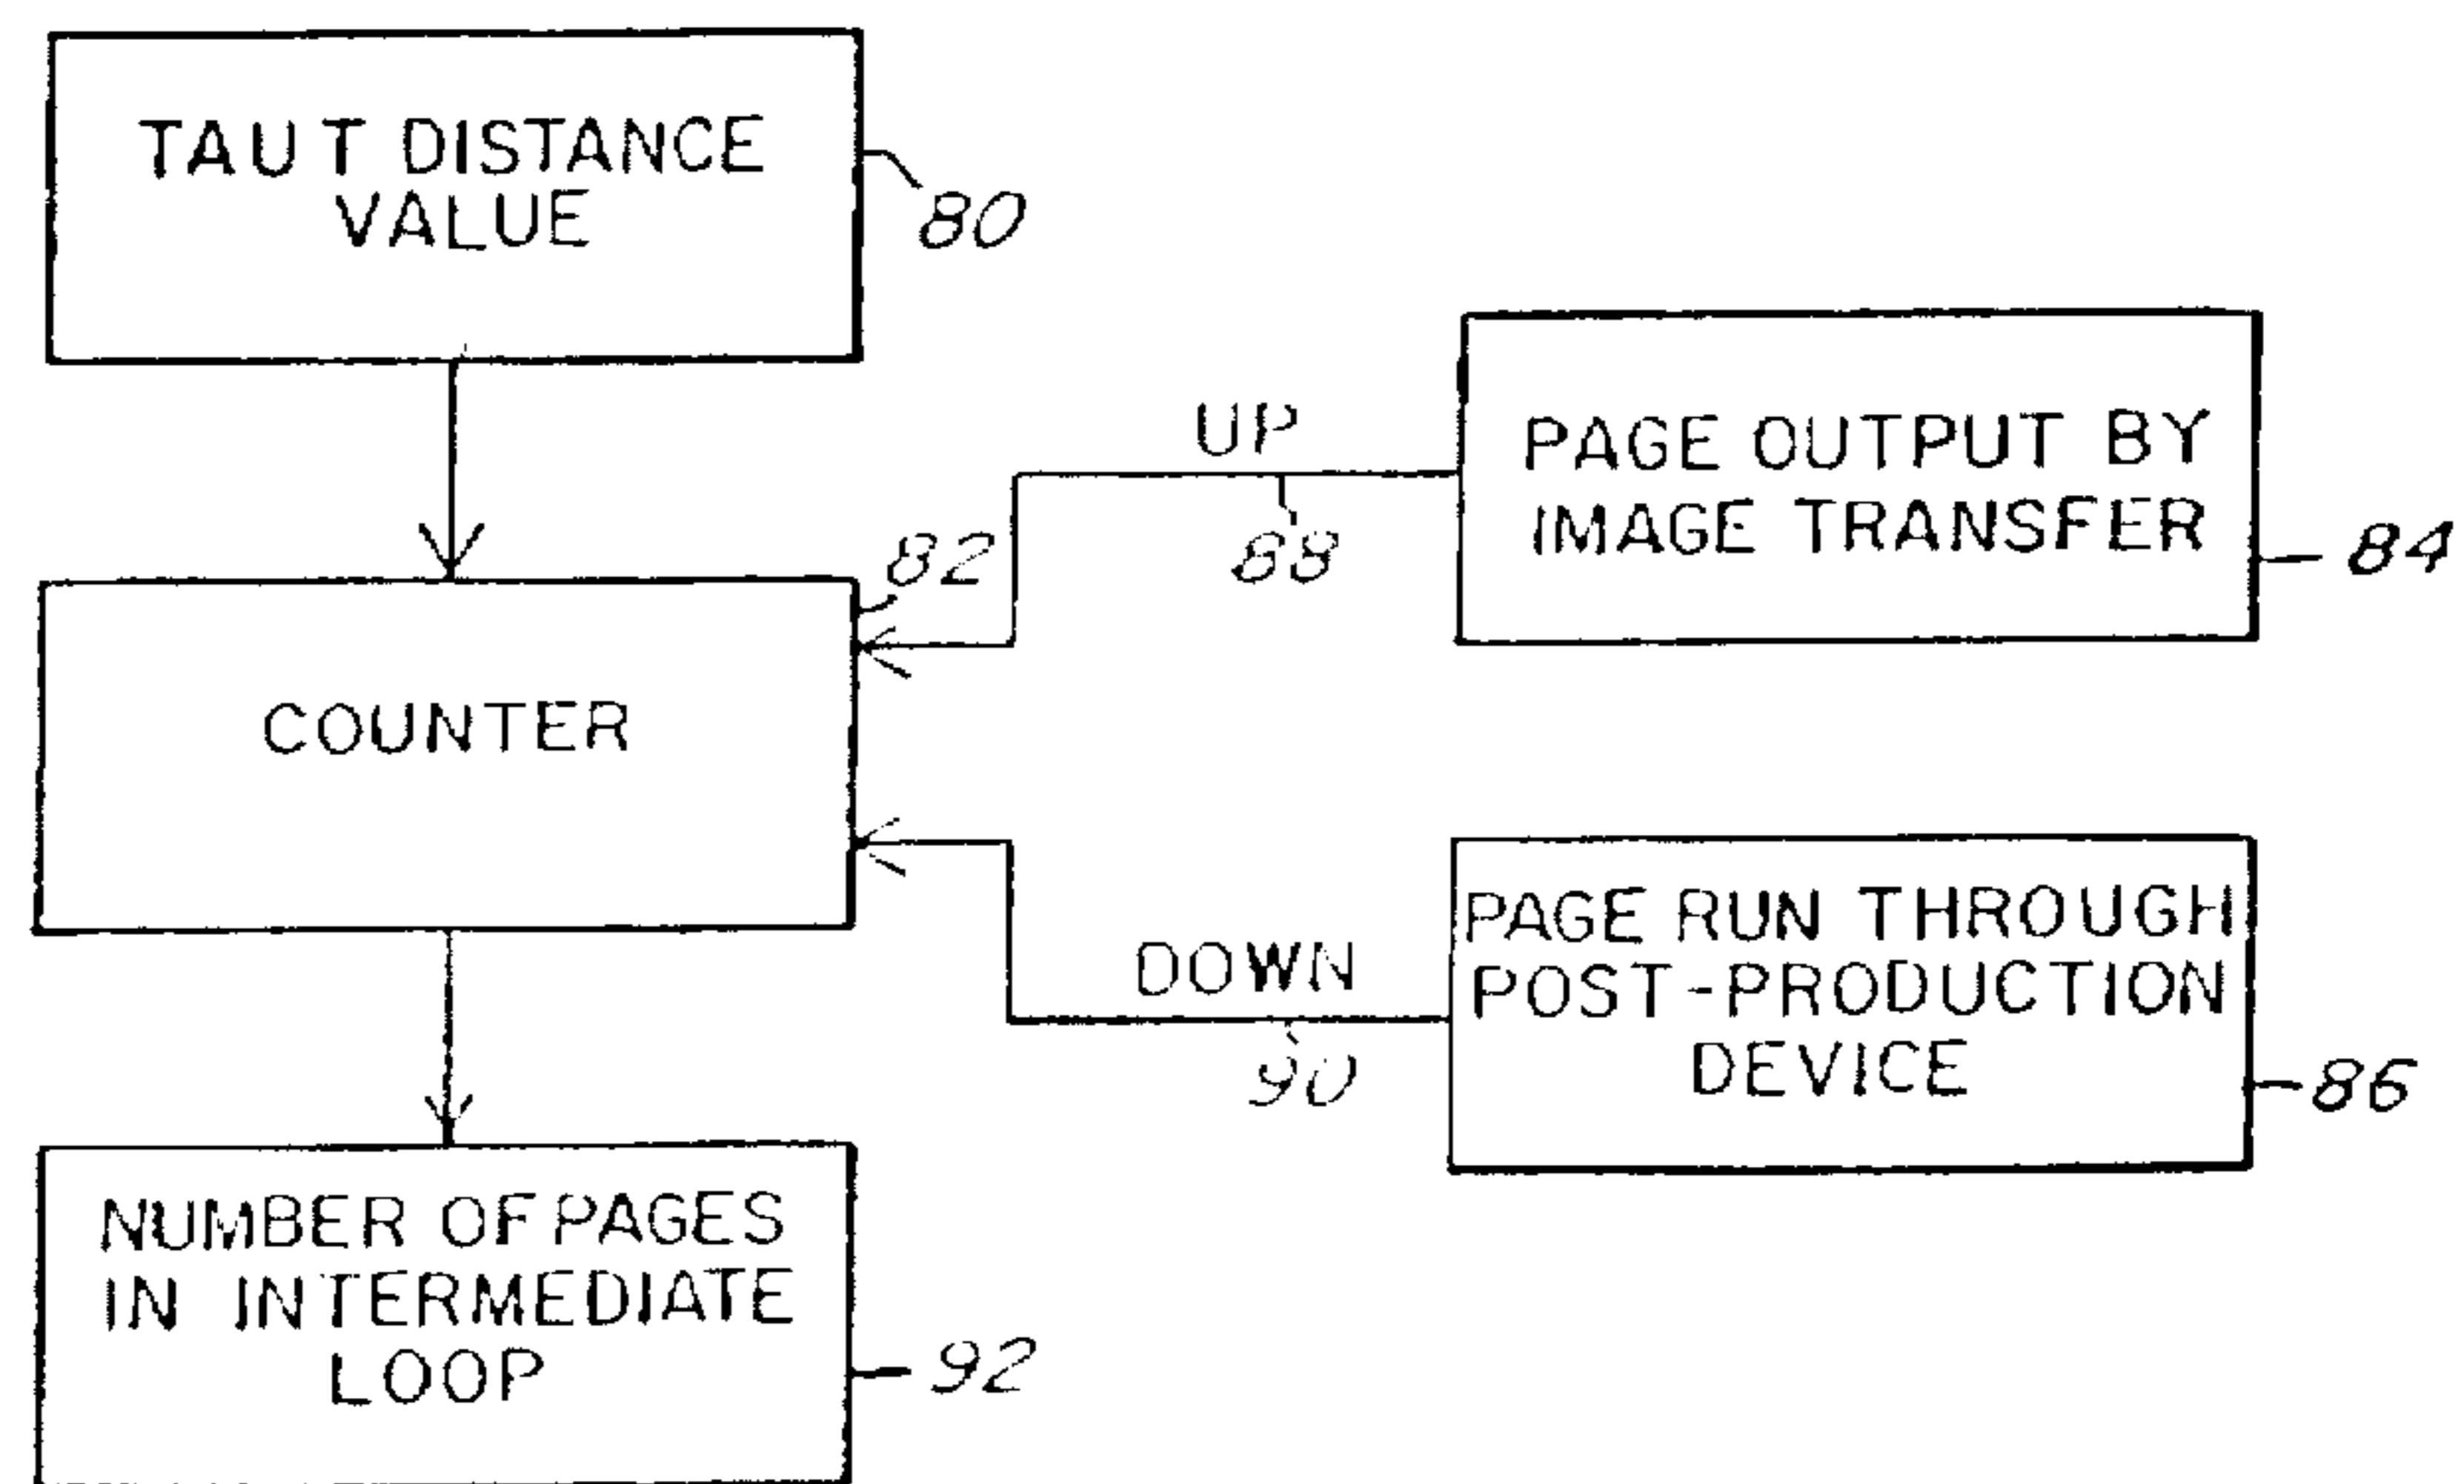 TAUT DISTANCE
VALUE
80
UP
88
PAGE OUTPUT BY
IMAGE TRANSFER
84
82
COUNTER
DOWN
90
PAGE RUN THROUGH
POST-PRODUCTION
DEVICE
86
NUMBER OF PAGES
IN INTERMEDIATE
LOOP
92